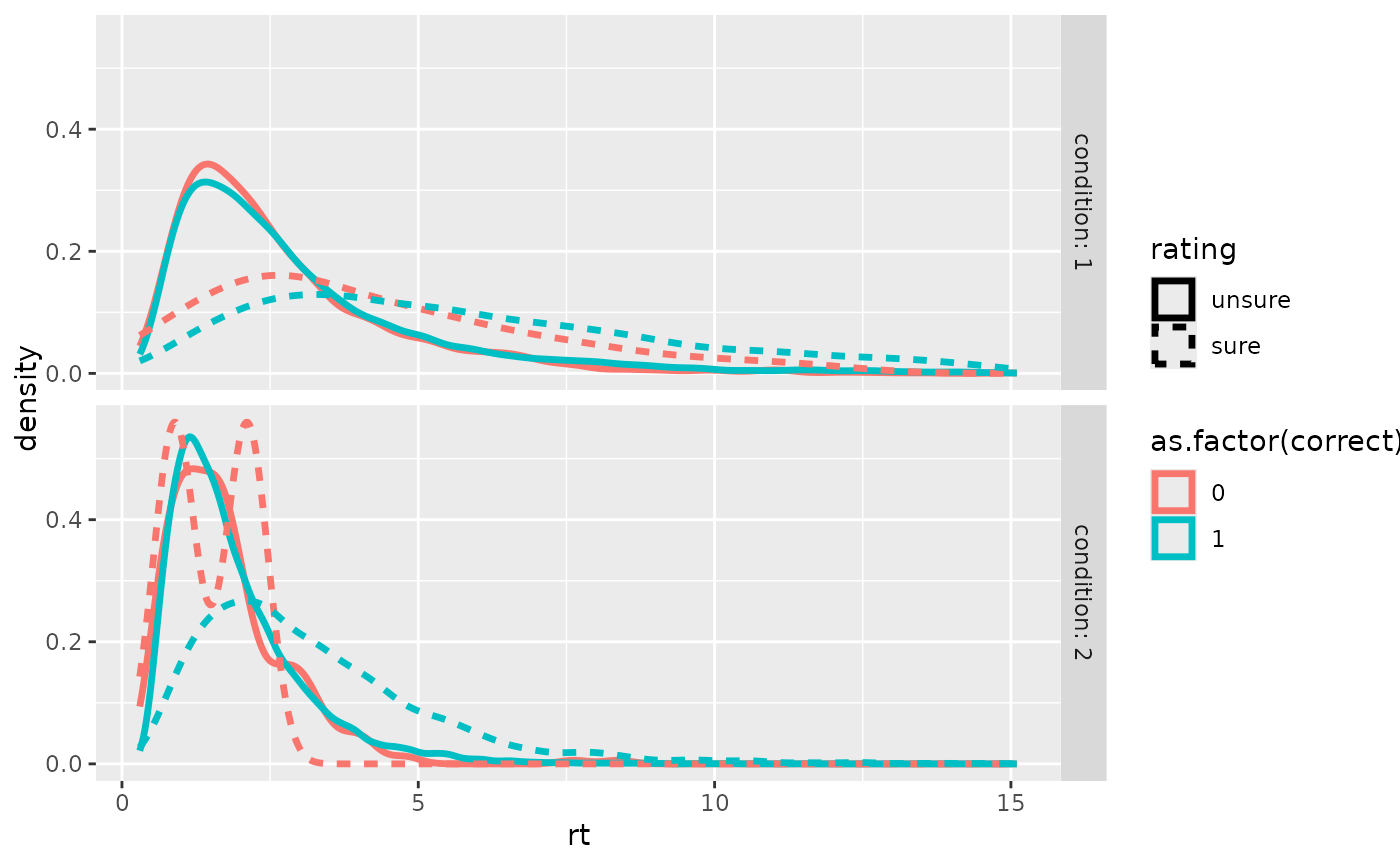 0.4
0.2
0.0
condition: 1
0.4
0.2
0.0
condition: 2
0
5
10
15
rt
density
rating
unsure
sure
as.factor(correct)
0
1